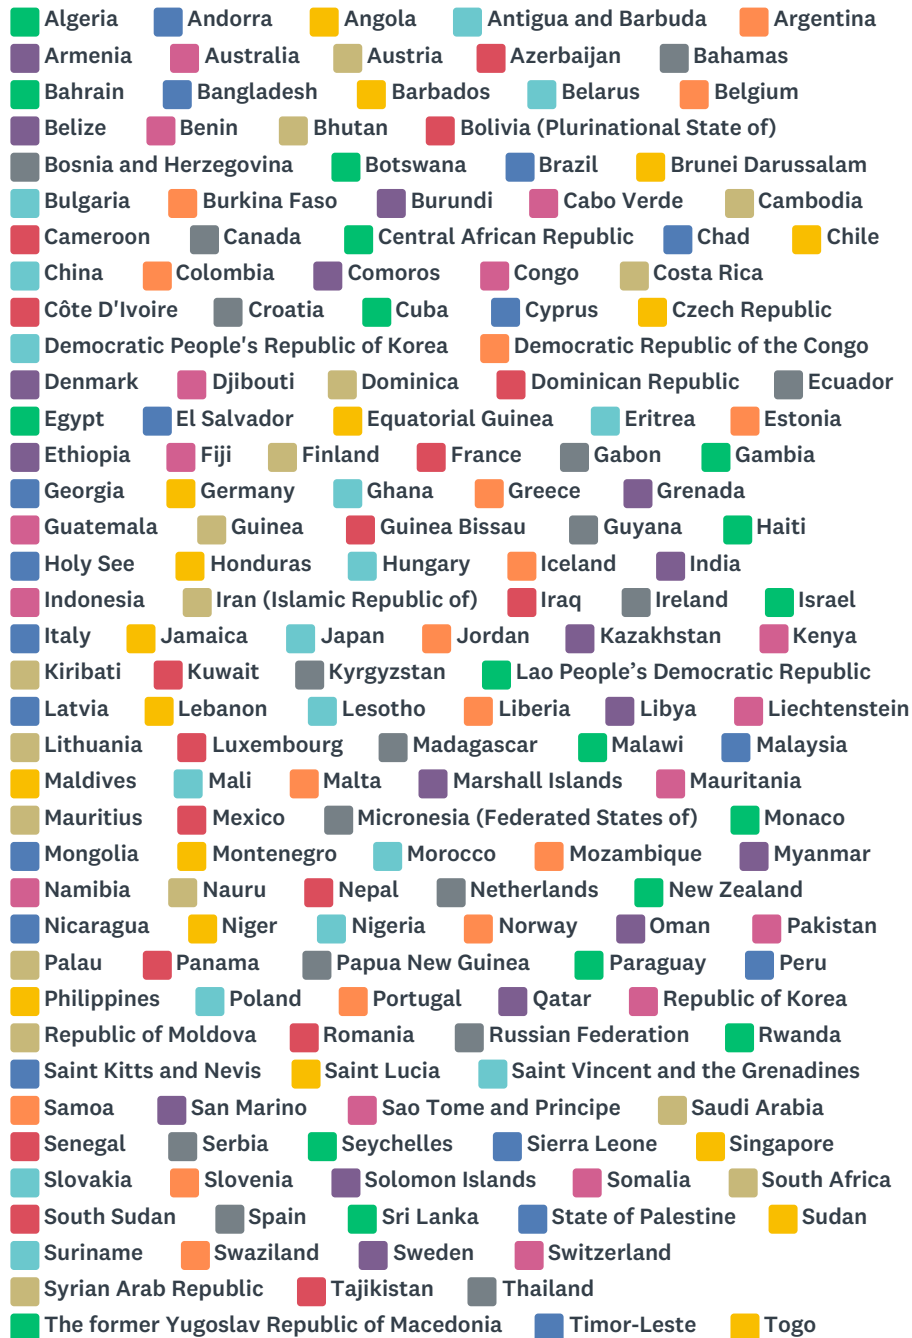 Algeria Andorra Angola Antigua and Barbuda Argentina
Armenia Australia Austria Azerbaijan Bahamas
Bahrain Bangladesh Barbados Belarus Belgium
Belize Benin Bhutan Bolivia (Plurinational State of)
Bosnia and Herzegovina Botswana Brazil Brunei Darussalam
Bulgaria Burkina Faso Burundi Cabo Verde Cambodia
Cameroon Canada Central African Republic Chad Chile
China Colombia Comoros Congo Costa Rica
Côte D'Ivoire Croatia Cuba Cyprus Czech Republic
Democratic People's Republic of Korea Democratic Republic of the Congo
Denmark Djibouti Dominica Dominican Republic Ecuador
Egypt El Salvador Equatorial Guinea Eritrea Estonia
Ethiopia Fiji Finland France Gabon Gambia
Georgia Germany Ghana Greece Grenada
Guatemala Guinea Guinea Bissau Guyana Haiti
Holy See Honduras Hungary Iceland India
Indonesia Iran (Islamic Republic of) Iraq Ireland Israel
Italy Jamaica Japan Jordan Kazakhstan Kenya
Kiribati Kuwait Kyrgyzstan Lao People’s Democratic Republic
Latvia Lebanon Lesotho Liberia Libya Liechtenstein
Lithuania Luxembourg Madagascar Malawi Malaysia
Maldives Mali Malta Marshall Islands Mauritania
Mauritius Mexico Micronesia (Federated States of) Monaco
Mongolia Montenegro Morocco Mozambique Myanmar
Namibia Nauru Nepal Netherlands New Zealand
Nicaragua Niger Nigeria Norway Oman Pakistan
Palau Panama Papua New Guinea Paraguay Peru
Philippines Poland Portugal Qatar Republic of Korea
Republic of Moldova Romania Russian Federation Rwanda
Saint Kitts and Nevis Saint Lucia Saint Vincent and the Grenadines
Samoa San Marino Sao Tome and Principe Saudi Arabia
Senegal Serbia Seychelles Sierra Leone Singapore
Slovakia Slovenia Solomon Islands Somalia South Africa
South Sudan Spain Sri Lanka State of Palestine Sudan
Suriname Swaziland Sweden Switzerland
Syrian Arab Republic Tajikistan Thailand
The former Yugoslav Republic of Macedonia Timor-Leste Togo